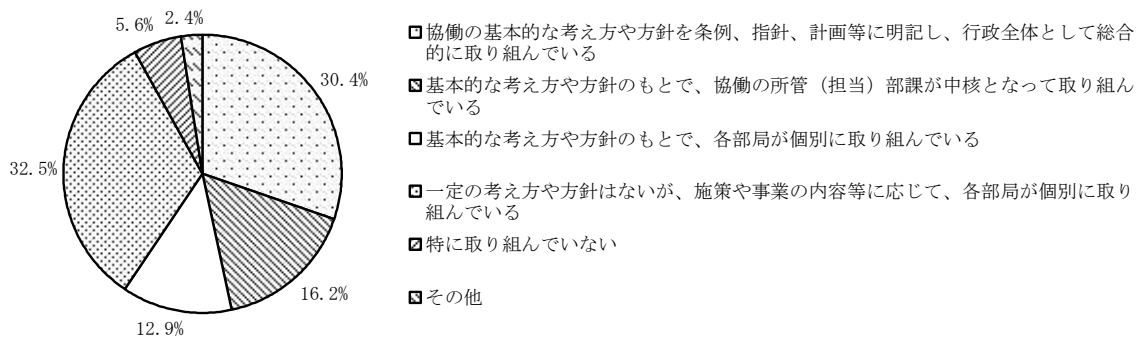 5.6%
2.4%
30.4%
32.5%
16.2%
12.9%
協働の基本的な考え方や方針を条例、指針、計画等に明記し、行政全体として総合
的に取り組んでいる
基本的な考え方や方針のもとで、協働の所管（担当）部課が中核となって取り組ん
でいる
基本的な考え方や方針のもとで、各部局が個別に取り組んでいる
一定の考え方や方針はないが、施策や事業の内容等に応じて、各部局が個別に取り
組んでいる
特に取り組んでいない
その他